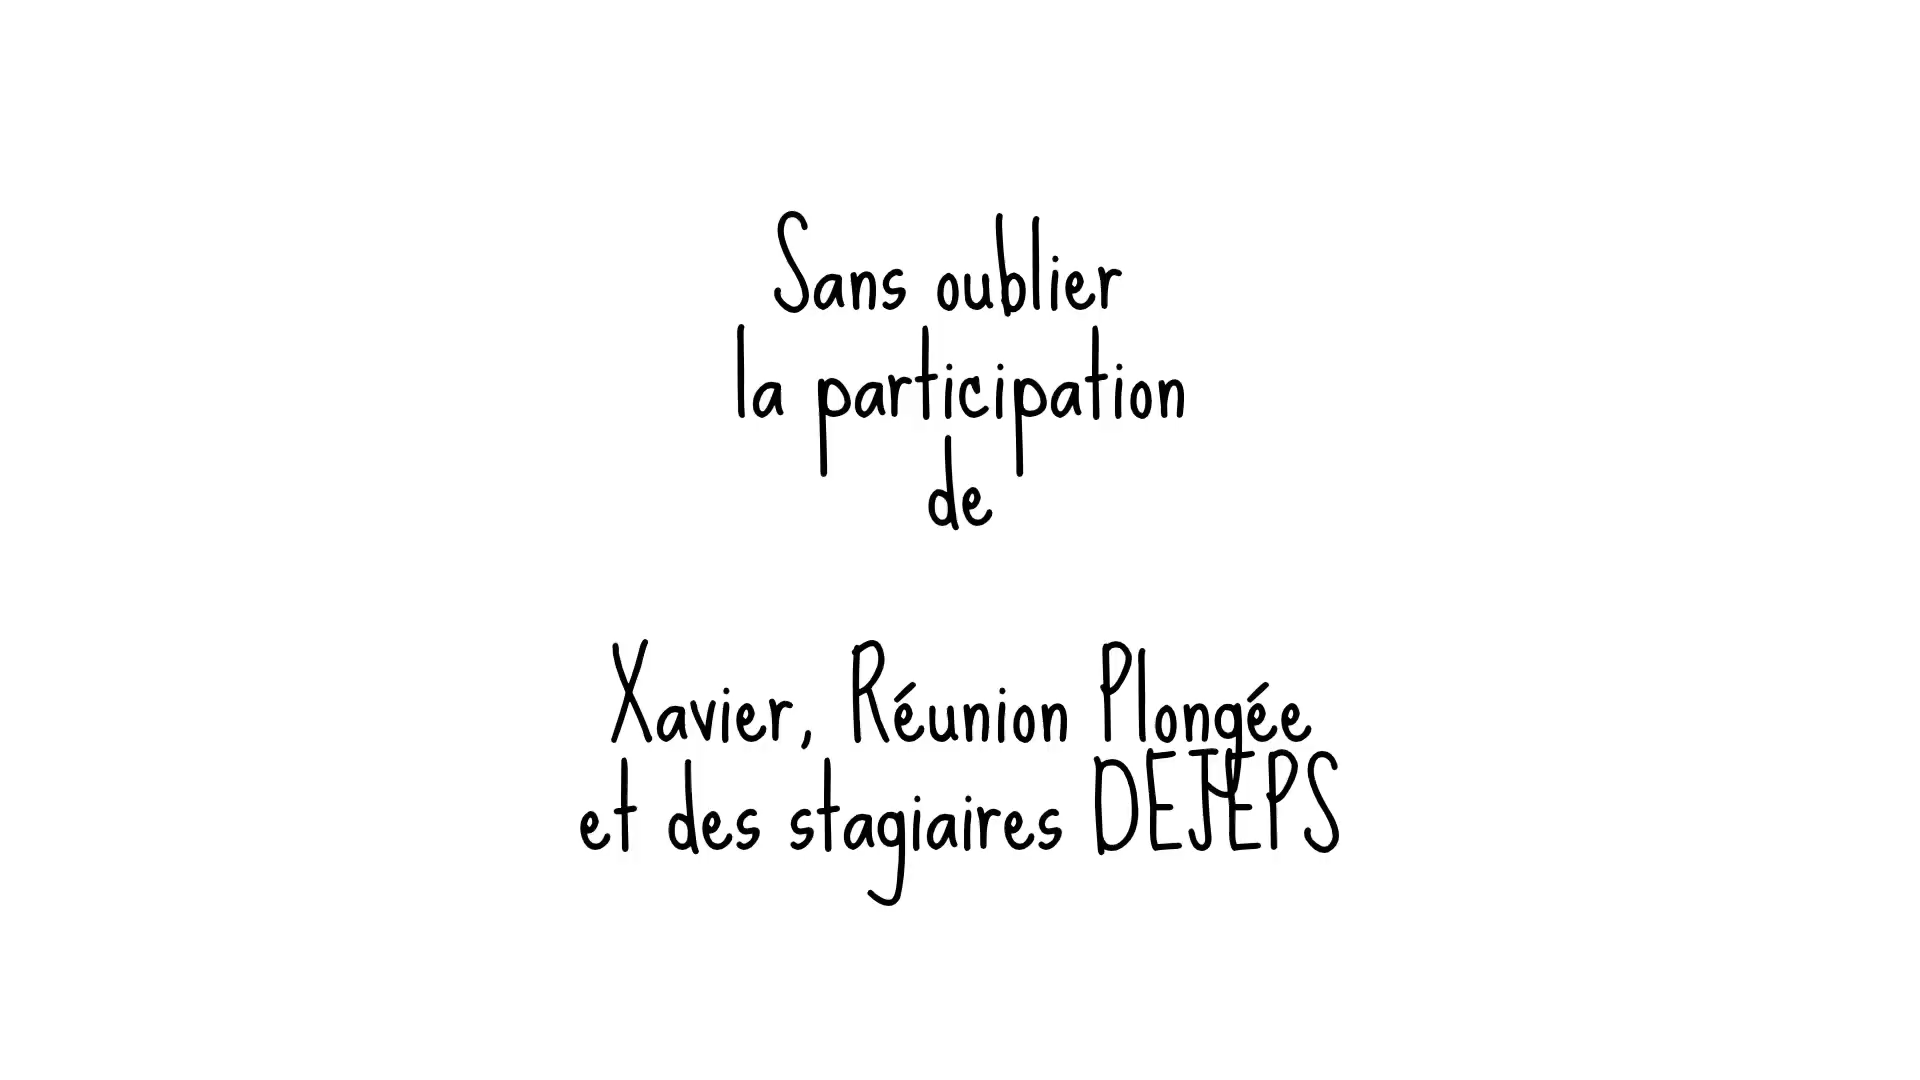 Sans oublier
la participation
de
Xavier, Réunion Plongée
et des stagiaires DEJEPS